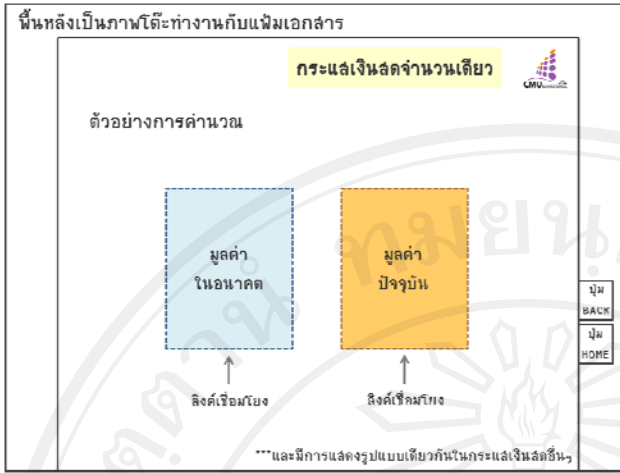 พื้นหลังเป็นภาพโต๊ะทำงานกับแฟ้มเอกสาร
กระแสเงินสดจำนวนเดียว
CMU
ตัวอย่างการคำนวณ
มูลค่า
ในอนาคต
มูลค่า
ปัจจุบัน
ปุ่ม
BACK
ปุ่ม
HOME
ลิงค์เชื่อมโยง
ลิงค์เชื่อมโยง
***และมีการแสดงรูปแบบเดียวกันในกระแสเงินสดอื่นๆ